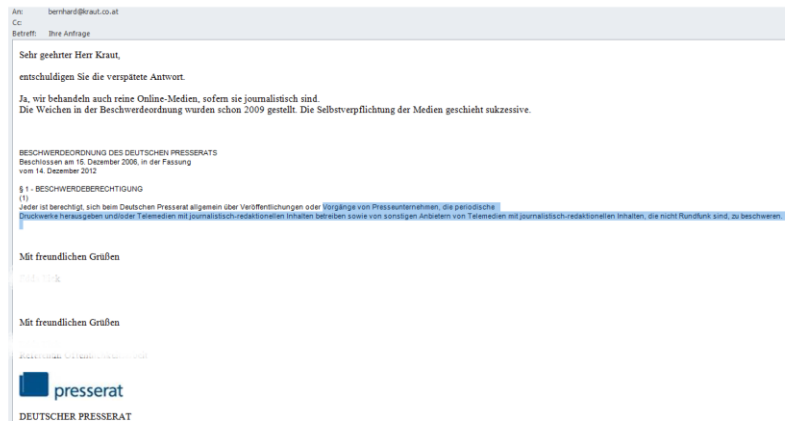 An: bernhard@kraut.co.at
Cc:
Betreff: Ihre Anfrage
Sehr geehrter Herr Kraut,
entschuldigen Sie die verspätete Antwort.
Ja, wir behandeln auch reine Online-Medien, sofern sie journalistisch sind.
Die Weichen in der Beschwerdeordnung wurden schon 2009 gestellt. Die Selbstverpflichtung der Medien geschieht sukzessive.
BESCHWERDEORDNUNG DES DEUTSCHEN PRESSERATS
Beschlossen am 15. Dezember 2006, in der Fassung
vom 14. Dezember 2012
§ 1 - BESCHWERDEBERECHTIGUNG
(1)
Jeder ist berechtigt, sich beim Deutschen Presserat allgemein über Veröffentlichungen oder Vorgänge von Presseunternehmen, die periodische
Druckwerke herausgeben und/oder Telemedien mit journalistisch-redaktionellen Inhalten betreiben sowie von sonstigen Anbietern von Telemedien mit journalistisch-redaktionellen Inhalten, die nicht Rundfunk sind, zu beschweren.
Mit freundlichen Grüßen
Mit freundlichen Grüßen
presserat
DEUTSCHER PRESSERAT